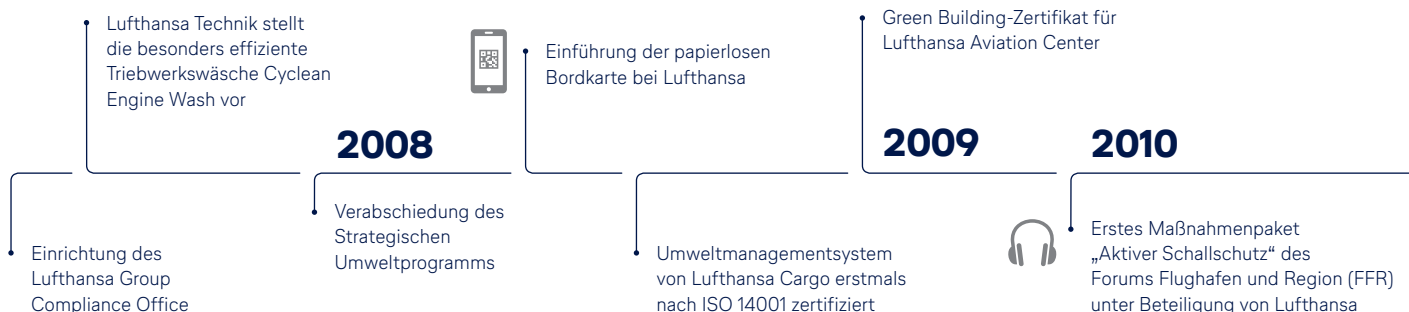 Lufthansa Technik stellt
die besonders effiziente
Triebwerkswäsche Cyclean
Engine Wash vor
Einrichtung des
Lufthansa Group
Compliance Office
2008
Verabschiedung des
Strategischen
Umweltprogramms
Einführung der papierlosen
Bordkarte bei Lufthansa
Umweltmanagementsystem
von Lufthansa Cargo erstmals
nach ISO 14001 zertifiziert
Green Building-Zertifikat für
Lufthansa Aviation Center
2009
2010
Erstes Maßnahmenpaket
„Aktiver Schallschutz“ des
Forums Flughafen und Region (FFR)
unter Beteiligung von Lufthansa